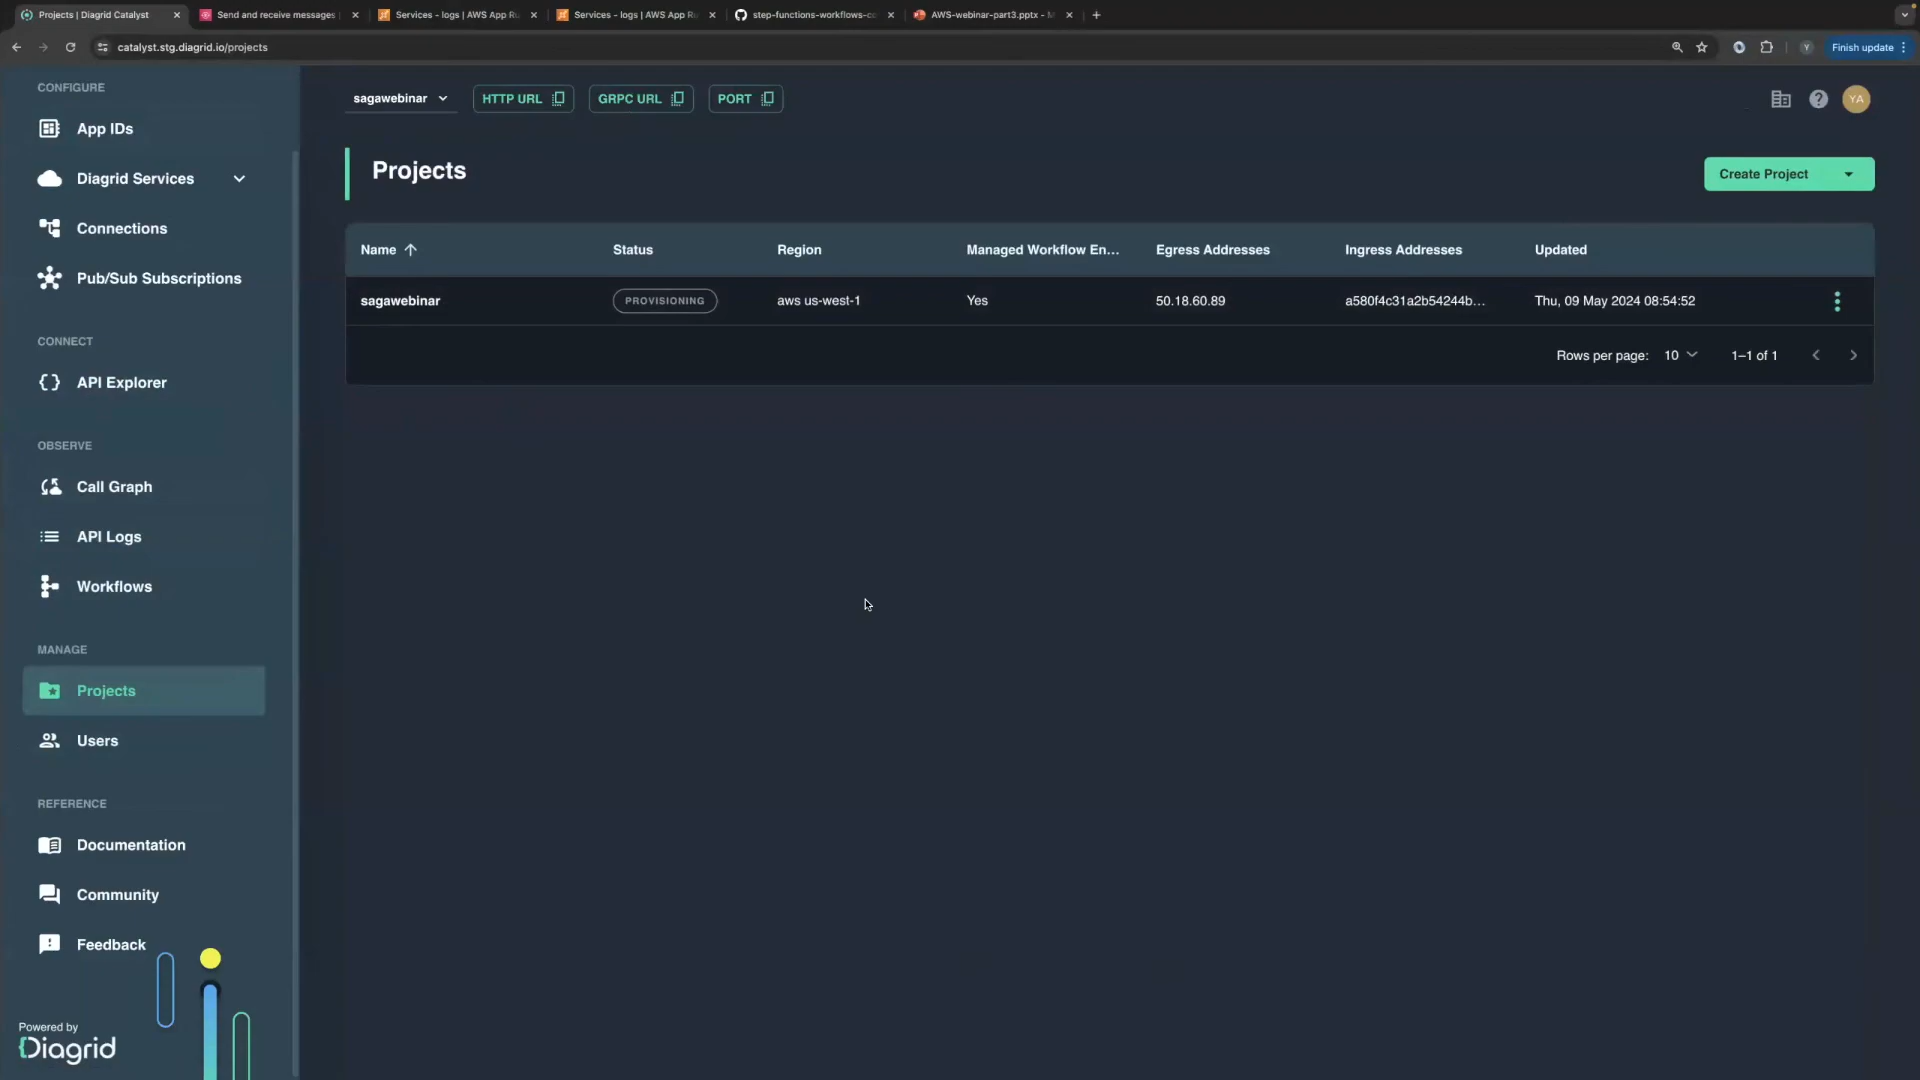 Projects | Diagrid Catalyst
Send and receive messages
Services - logs | AWS App Ru
Services - logs | AWS App Ru
step-functions-workflows-co
AWS-webinar-part3.pptx - M
catalyst.stg.diagrid.io/projects
Y
Finish update
CONFIGURE
App IDs
Diagrid Services
Connections
Pub/Sub Subscriptions
CONNECT
API Explorer
OBSERVE
Call Graph
API Logs
Workflows
MANAGE
Projects
Users
REFERENCE
Documentation
Community
Feedback
Powered by
Diagrid
sagawebinar
HTTP URL
GRPC URL
PORT
YA
Projects
Create Project
Name Status Region Managed Workflow En... Egress Addresses Ingress Addresses Updated
sagawebinar PROVISIONING aws us-west-1 Yes 50.18.60.89 a580f4c31a2b54244b... Thu, 09 May 2024 08:54:52
Rows per page: 10 1–1 of 1